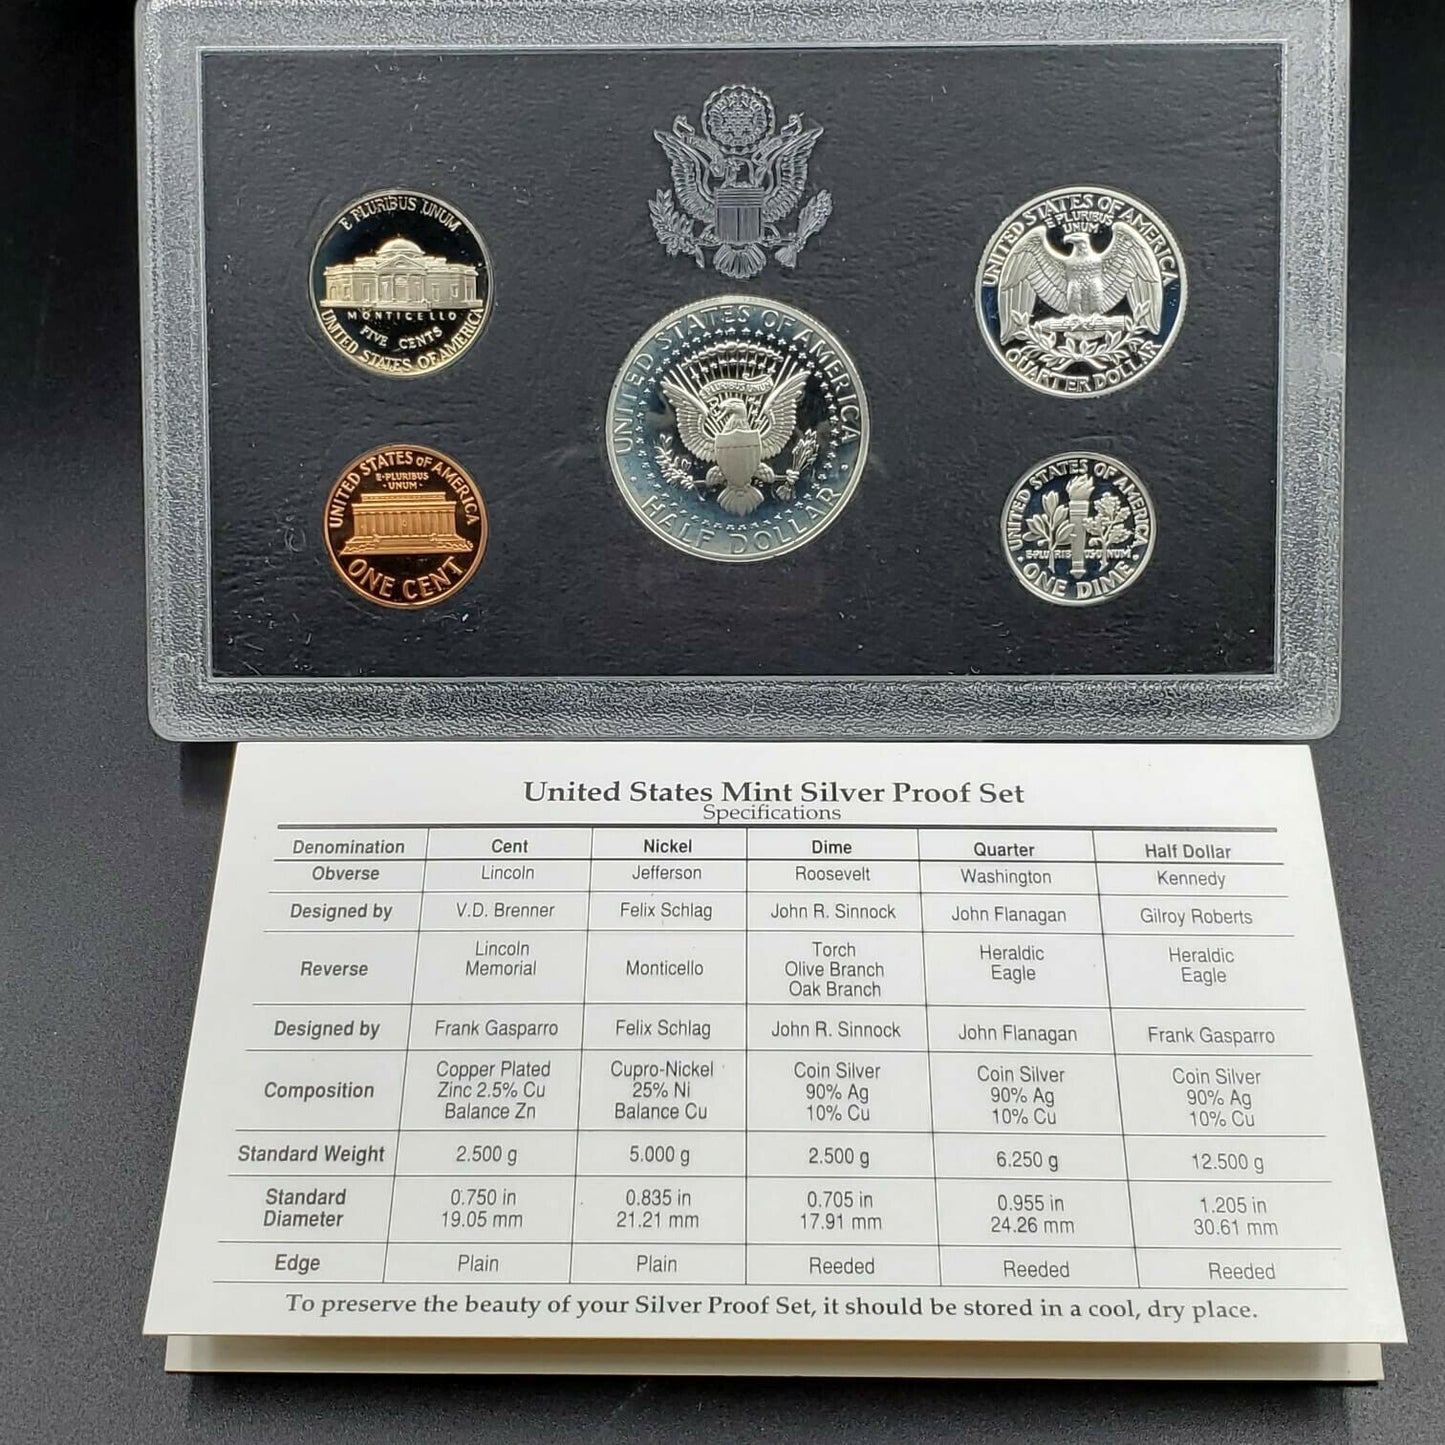 E PLURIBUS UNUM
MONTICELLO
FIVE CENTS
UNITED STATES OF AMERICA
UNITED STATES OF AMERICA
E·PLURIBUS
·UNUM·
ONE CENT
UNITED STATES OF AMERICA
E PLURIBUS UNUM
HALF DOLLAR
UNITED STATES OF AMERICA
E PLURIBUS
UNUM
QUARTER DOLLAR
UNITED STATES OF AMERICA
E·PLURIBUS·UNUM
ONE DIME
United States Mint Silver Proof Set
Specifications
Denomination Cent Nickel Dime Quarter Half Dollar
Obverse Lincoln Jefferson Roosevelt Washington Kennedy
Designed by V.D. Brenner Felix Schlag John R. Sinnock John Flanagan Gilroy Roberts
Reverse Lincoln Memorial Monticello Torch Olive Branch Oak Branch Heraldic Eagle Heraldic Eagle
Designed by Frank Gasparro Felix Schlag John R. Sinnock John Flanagan Frank Gasparro
Composition Copper Plated Zinc 2.5% Cu Balance Zn Cupro-Nickel 25% Ni Balance Cu Coin Silver 90% Ag 10% Cu Coin Silver 90% Ag 10% Cu Coin Silver 90% Ag 10% Cu
Standard Weight 2.500 g 5.000 g 2.500 g 6.250 g 12.500 g
Standard Diameter 0.750 in 19.05 mm 0.835 in 21.21 mm 0.705 in 17.91 mm 0.955 in 24.26 mm 1.205 in 30.61 mm
Edge Plain Plain Reeded Reeded Reeded
To preserve the beauty of your Silver Proof Set, it should be stored in a cool, dry place.